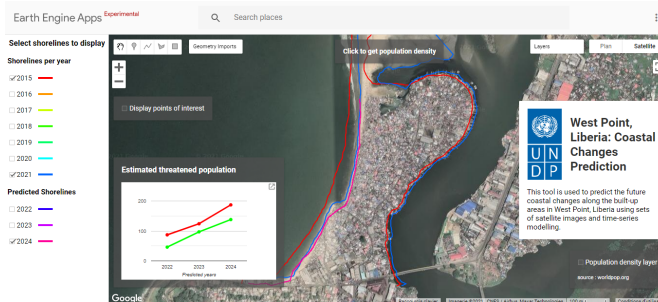 Earth Engine Apps Experimental
Search places
Select shorelines to display
Shorelines per year
2015
2016
2017
2018
2019
2020
2021
Predicted Shorelines
2022
2023
2024
Geometry Imports
Click to get population density
Layers
Plan
Satellite
+
−
Display points of interest
Estimated threatened population
200
100
0
2022
2023
2024
Predicted years
UN
DP
West Point,
Liberia: Coastal
Changes
Prediction
This tool is used to predict the future
coastal changes along the built-up
areas in West Point, Liberia using sets
of satellite images and time-series
modelling.
Population density layer
source : worldpop.org
Google